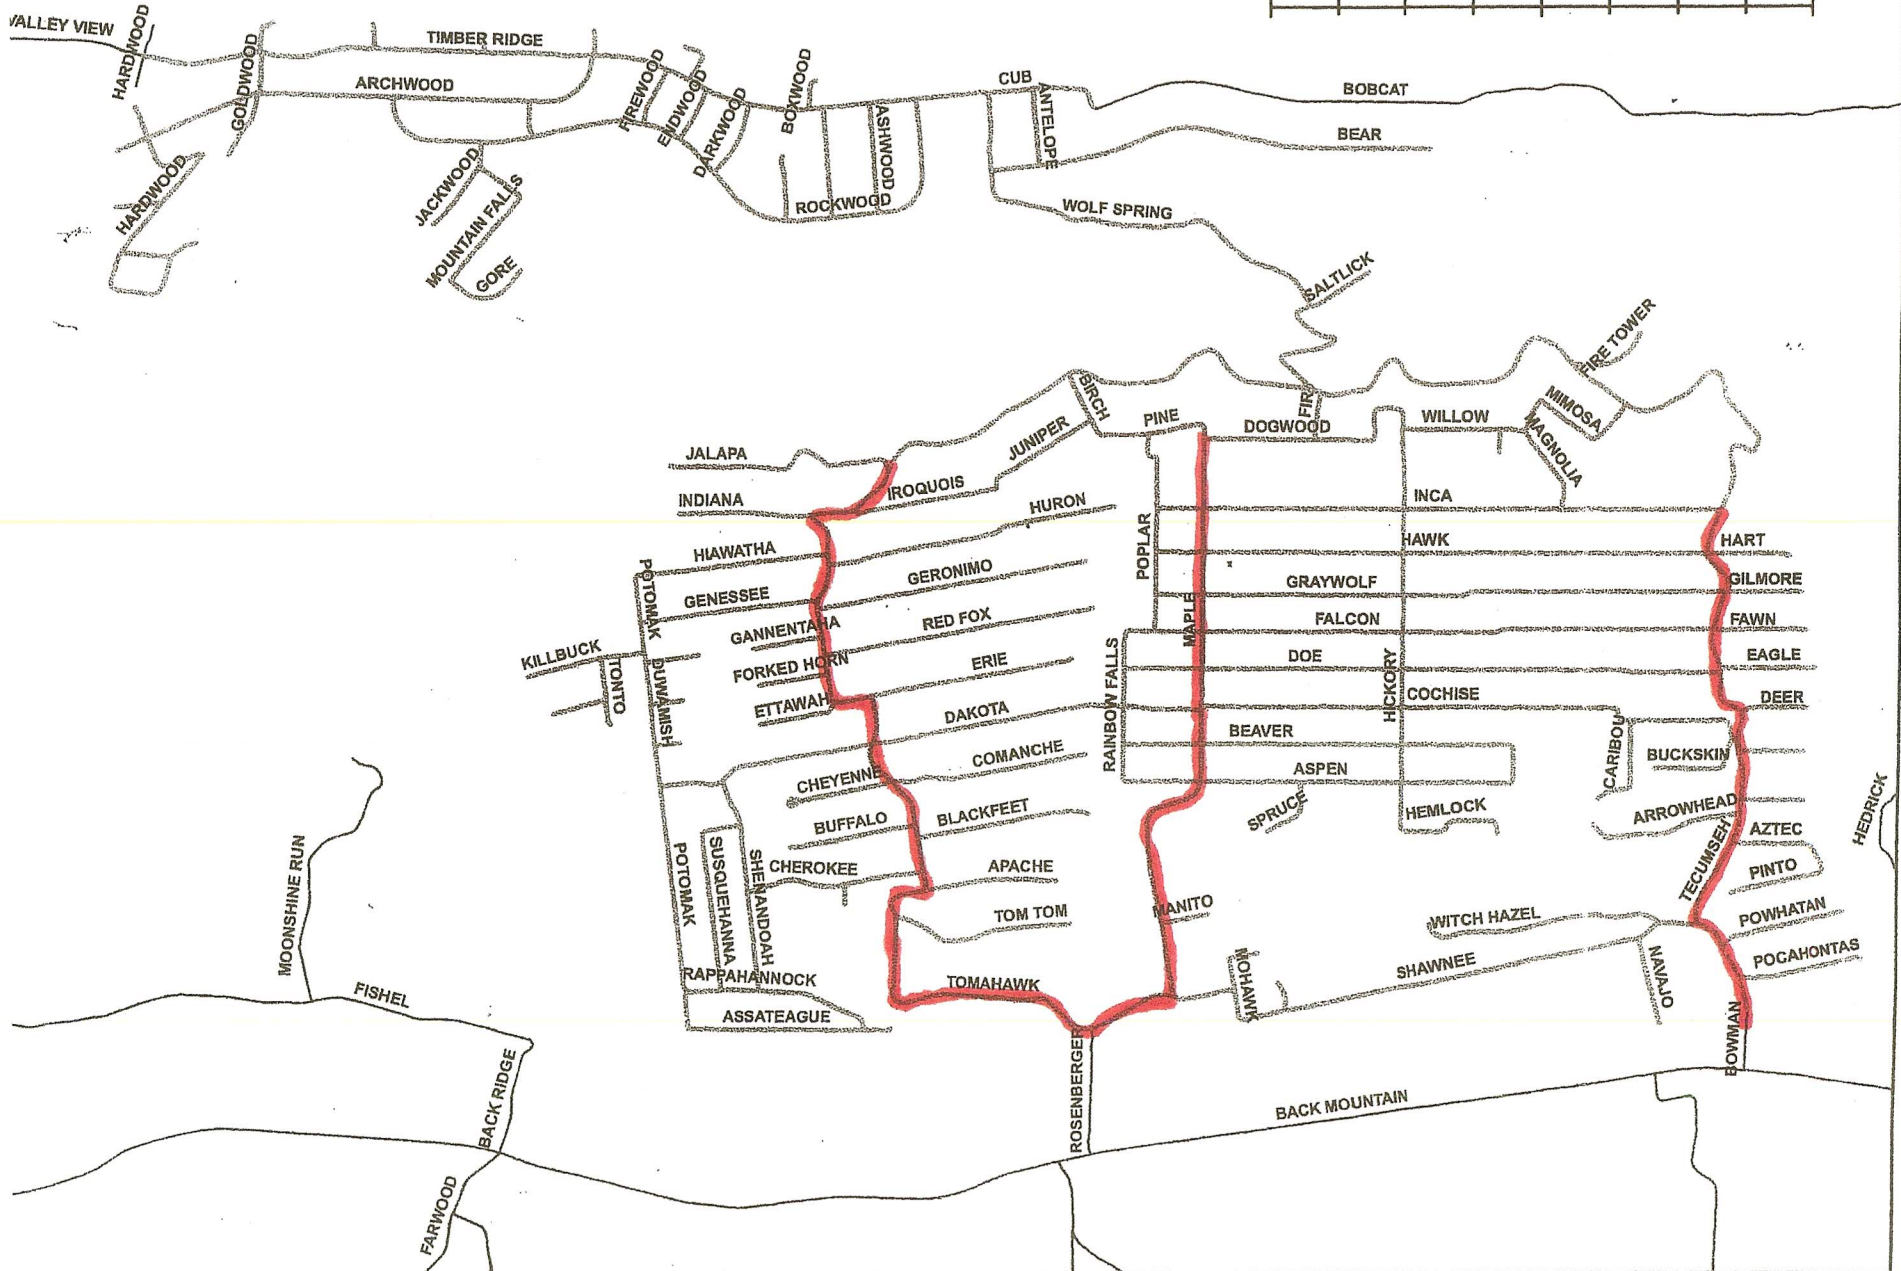 VALLEY VIEW
HARDWOOD
GOLDWOOD
TIMBER RIDGE
ARCHWOOD
FIREWOOD
ENDWOOD
DARKWOOD
BOXWOOD
ASHWOOD
CUB
ANTELOPE
BOBCAT
BEAR
HARDWOOD
JACKWOOD
MOUNTAIN FALLS
GORE
ROCKWOOD
WOLF SPRING
SALTLICK
FIRE TOWER
BIRCH
PINE
FIR
DOGWOOD
WILLOW
MIMOSA
MAGNOLIA
JALAPA
JUNIPER
INDIANA
IROQUOIS
HURON
INCA
HIAWATHA
POPLAR
HAWK
HART
POTOMAK
GENESSEE
GERONIMO
GRAYWOLF
GILMORE
GANNENTAHA
RED FOX
MAPLE
FALCON
FAWN
KILLBUCK
TONTO
DUWAMISH
FORKED HORN
ERIE
RAINBOW FALLS
DOE
HICKORY
EAGLE
ETTAWAH
DAKOTA
COCHISE
DEER
BEAVER
CARIBOU
BUCKSKIN
CHEYENNE
COMANCHE
ASPEN
SPRUCE
HEMLOCK
ARROWHEAD
HEDRICK
BUFFALO
BLACKFEET
TECUMSEH
AZTEC
MOONSHINE RUN
POTOMAK
SUSQUEHANNA
SHENANDOAH
CHEROKEE
APACHE
PINTO
TOM TOM
MANITO
WITCH HAZEL
POWHATAN
MOHAWK
SHAWNEE
NAVAJO
POCAHONTAS
RAPPAHANNOCK
TOMAHAWK
FISHEL
ASSATEAGUE
ROSENBERGER
BOWMAN
BACK RIDGE
BACK MOUNTAIN
FARWOOD